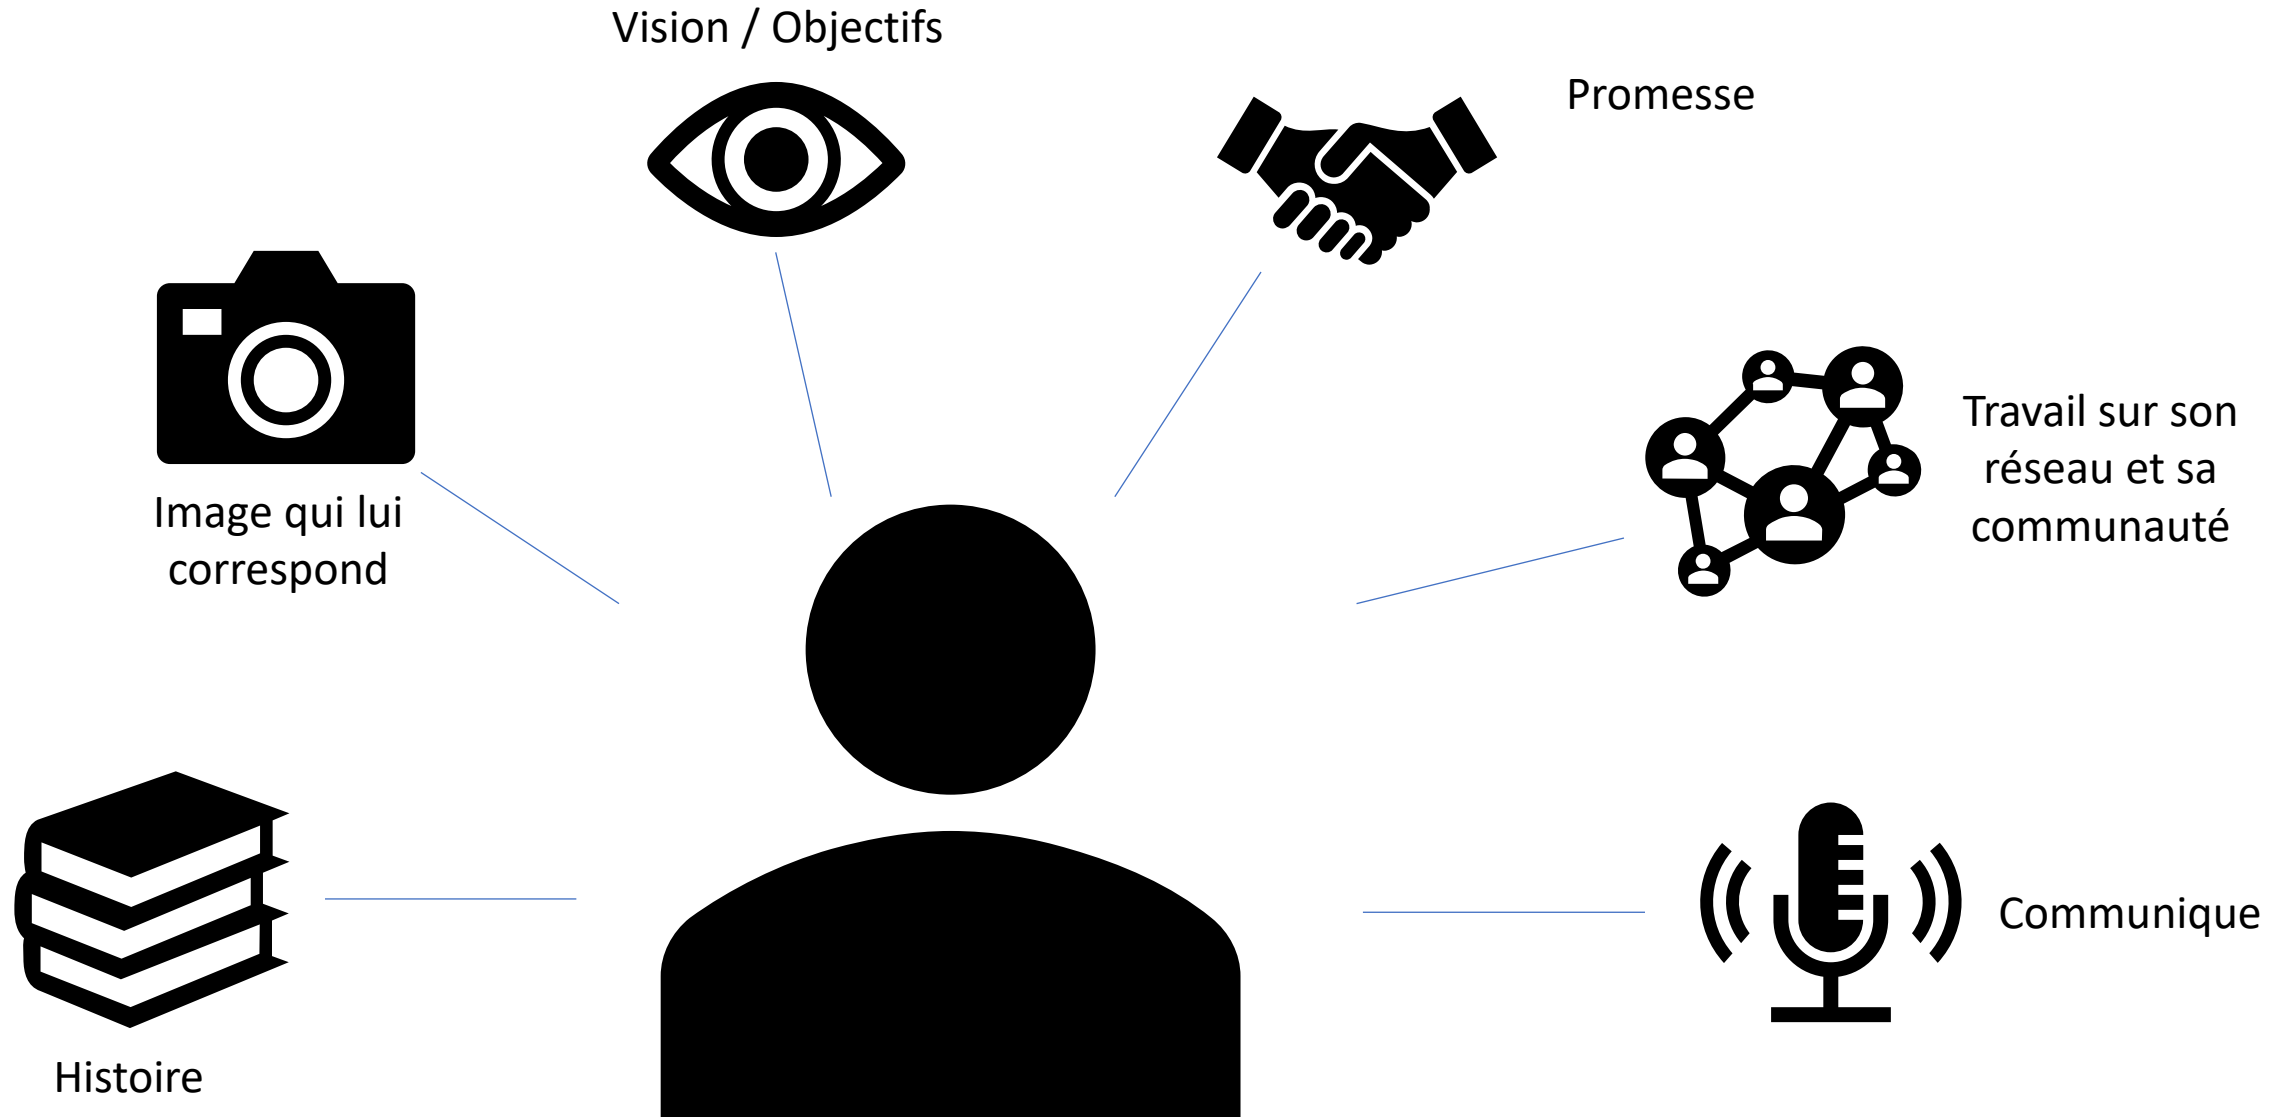 Vision / Objectifs
Promesse
Image qui lui
correspond
Travail sur son
réseau et sa
communauté
Histoire
Communique